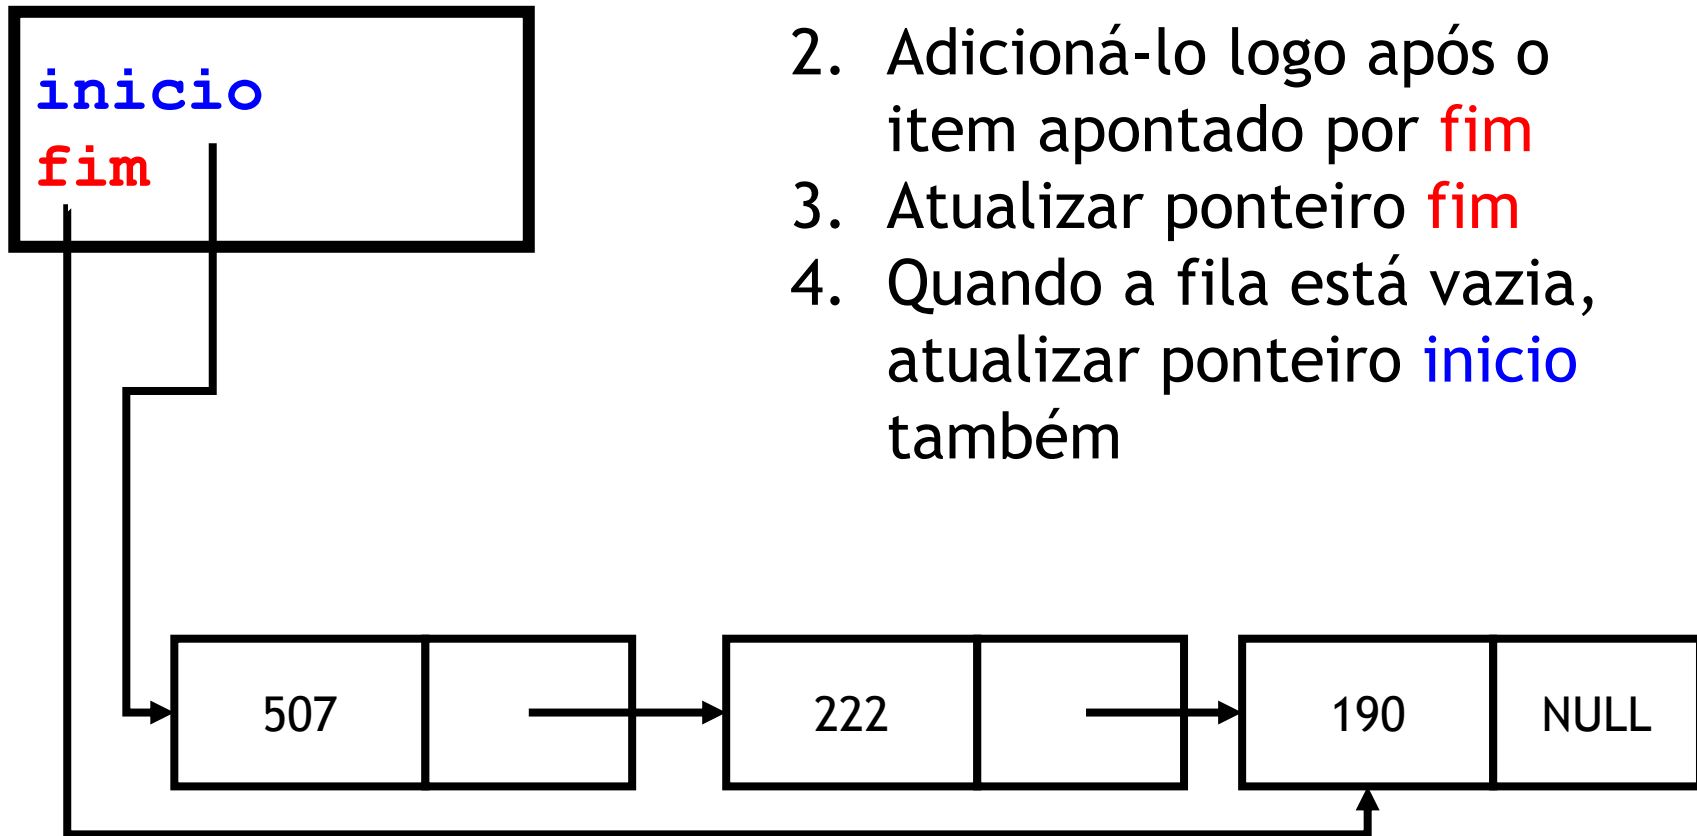 inicio
fim
2. Adicioná-lo logo após o
item apontado por fim
3. Atualizar ponteiro fim
4. Quando a fila está vazia,
atualizar ponteiro inicio
também
507
222
190
NULL